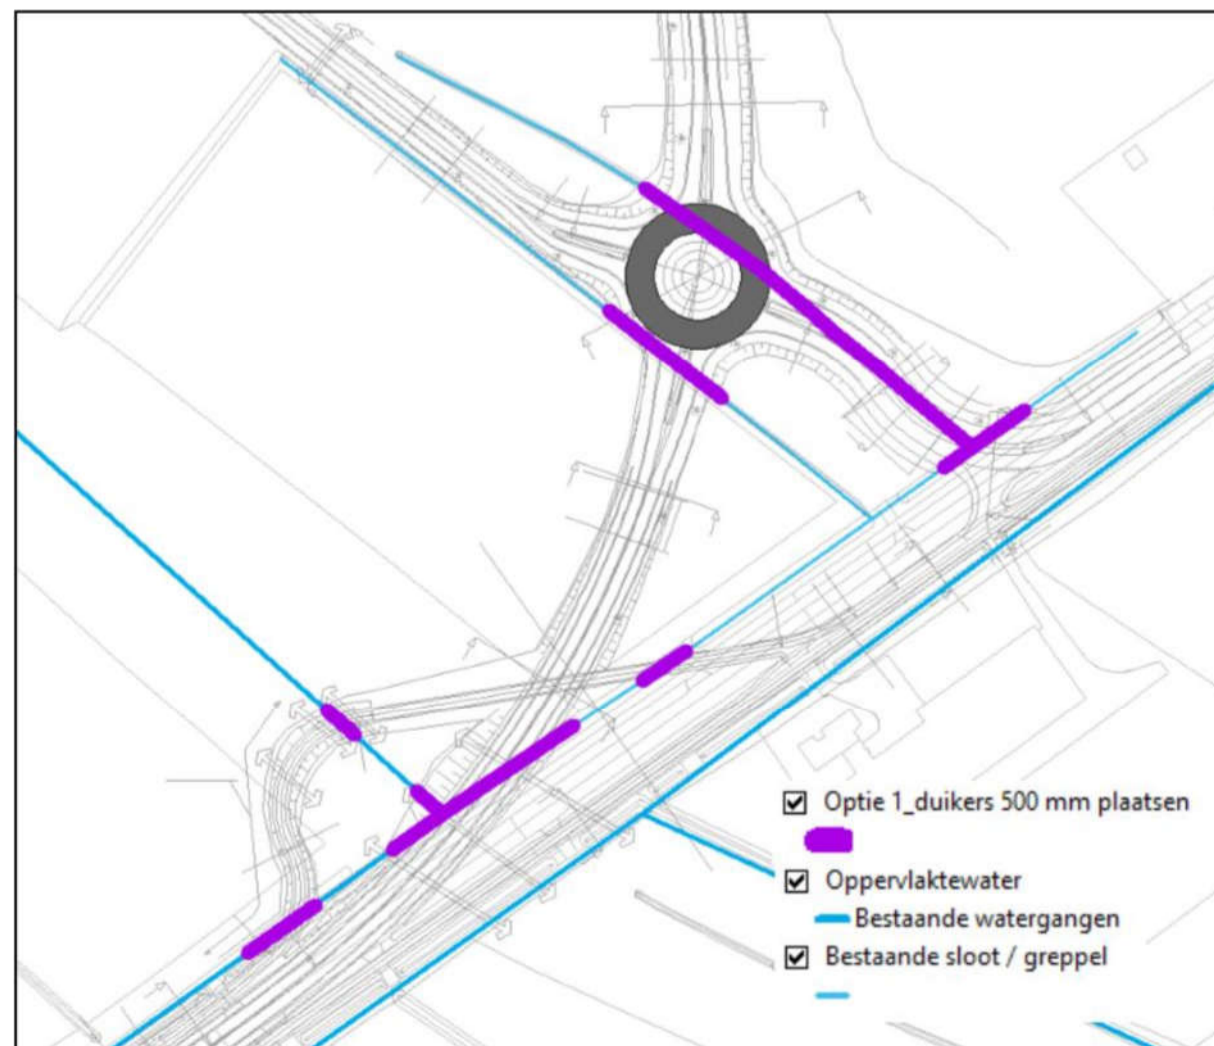 Optie 1_duikers 500 mm plaatsen
Oppervlaktewater
Bestaande watergangen
Bestaande sloot / greppel